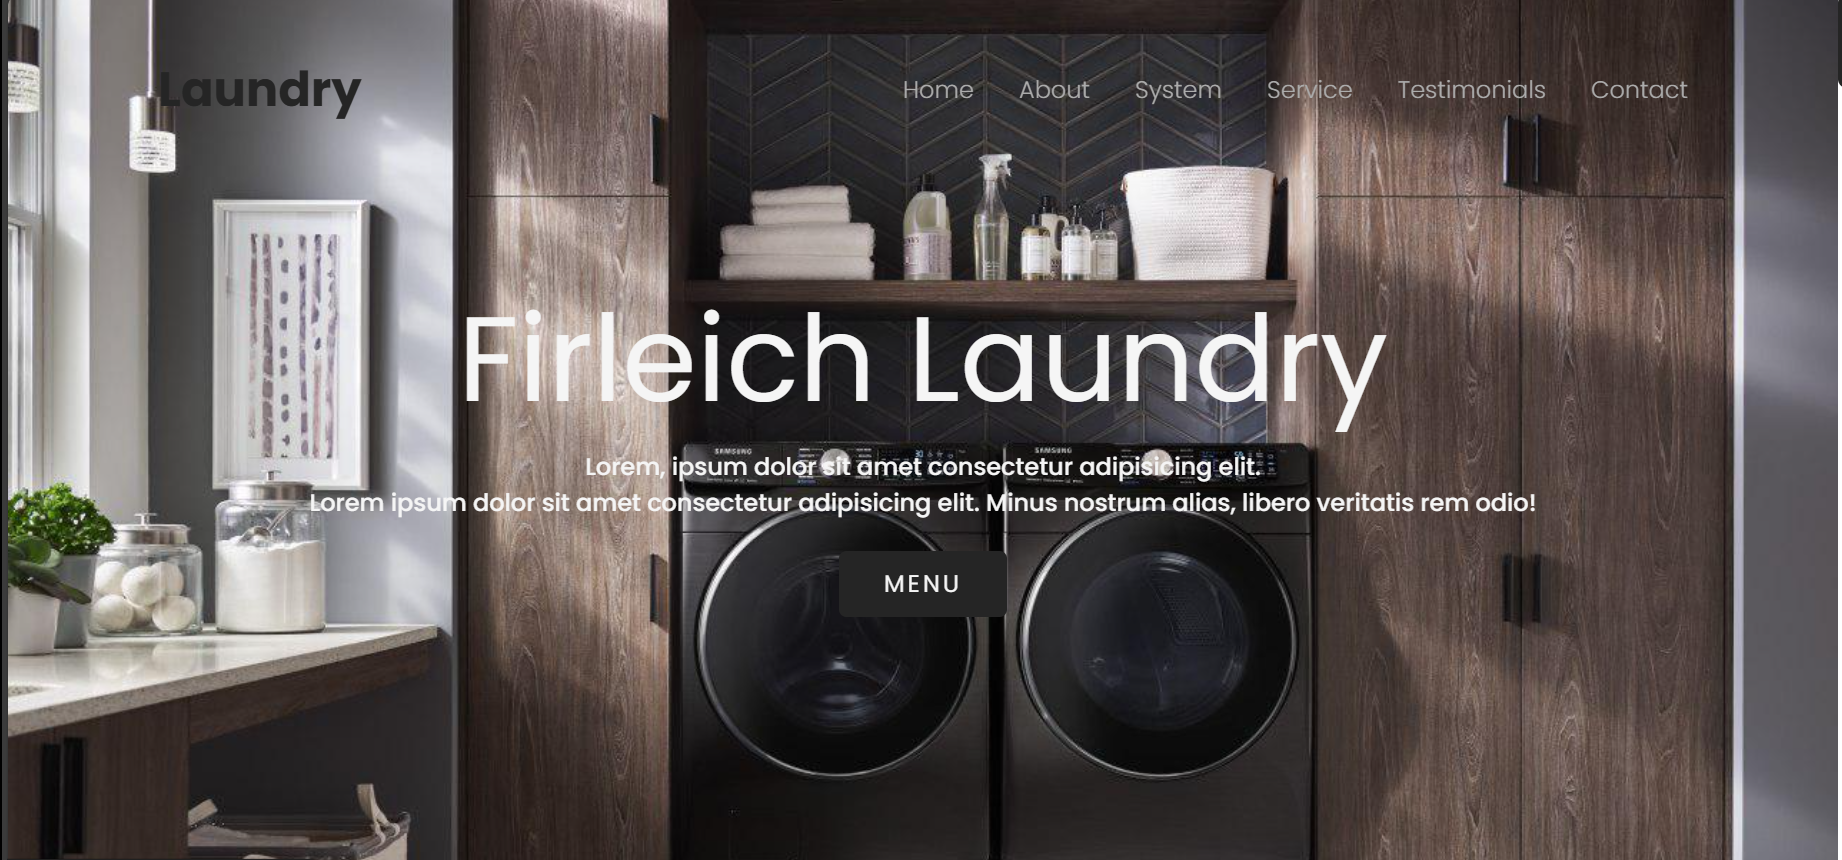 Laundry
Home About System Service Testimonials Contact
Firleich Laundry
SAMSUNG SAMSUNG
Lorem, ipsum dolor sit amet consectetur adipisicing elit.
Lorem ipsum dolor sit amet consectetur adipisicing elit. Minus nostrum alias, libero veritatis rem odio!
MENU